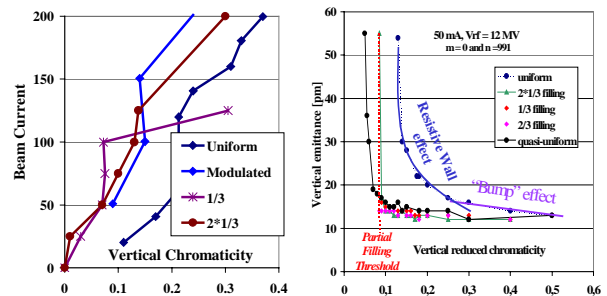 200
150
100
50
0
Beam Current
0
0.1
0.2
0.3
0.4
Vertical Chromaticity
Uniform
Modulated
1/3
2*1/3
60
50
40
30
20
10
0
Vertical emittance [pm]
50 mA, Vrf = 12 MV
m = 0 and n =991
uniform
2*1/3 filling
1/3 filling
2/3 filling
quasi-uniform
Resistive Wall
effect
"Bump" effect
Partial
Filling
Threshold
Vertical reduced chromaticity
0,0
0,1
0,2
0,3
0,4
0,5
0,6